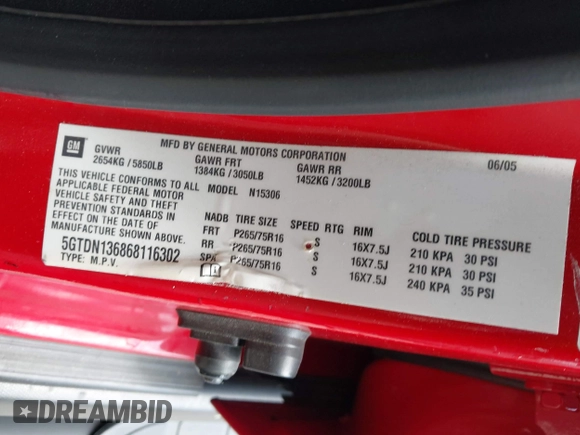 GM
MFD BY GENERAL MOTORS CORPORATION
06/05
GVWR GAWR FRT GAWR RR
2654KG / 5850LB 1384KG / 3050LB 1452KG / 3200LB
THIS VEHICLE CONFORMS TO ALL MODEL N15306
APPLICABLE FEDERAL MOTOR
VEHICLE SAFETY AND THEFT
PREVENTION STANDARDS IN
EFFECT ON THE DATE OF
MANUFACTURE SHOWN ABOVE.
5GTDN136868116302
TYPE: M.P.V.
NADB TIRE SIZE SPEED RTG RIM COLD TIRE PRESSURE
FRT P265/75R16 S 16X7.5J 210 KPA 30 PSI
RR P265/75R16 S 16X7.5J 210 KPA 30 PSI
SPA P265/75R16 S 16X7.5J 240 KPA 35 PSI
DREAMBID